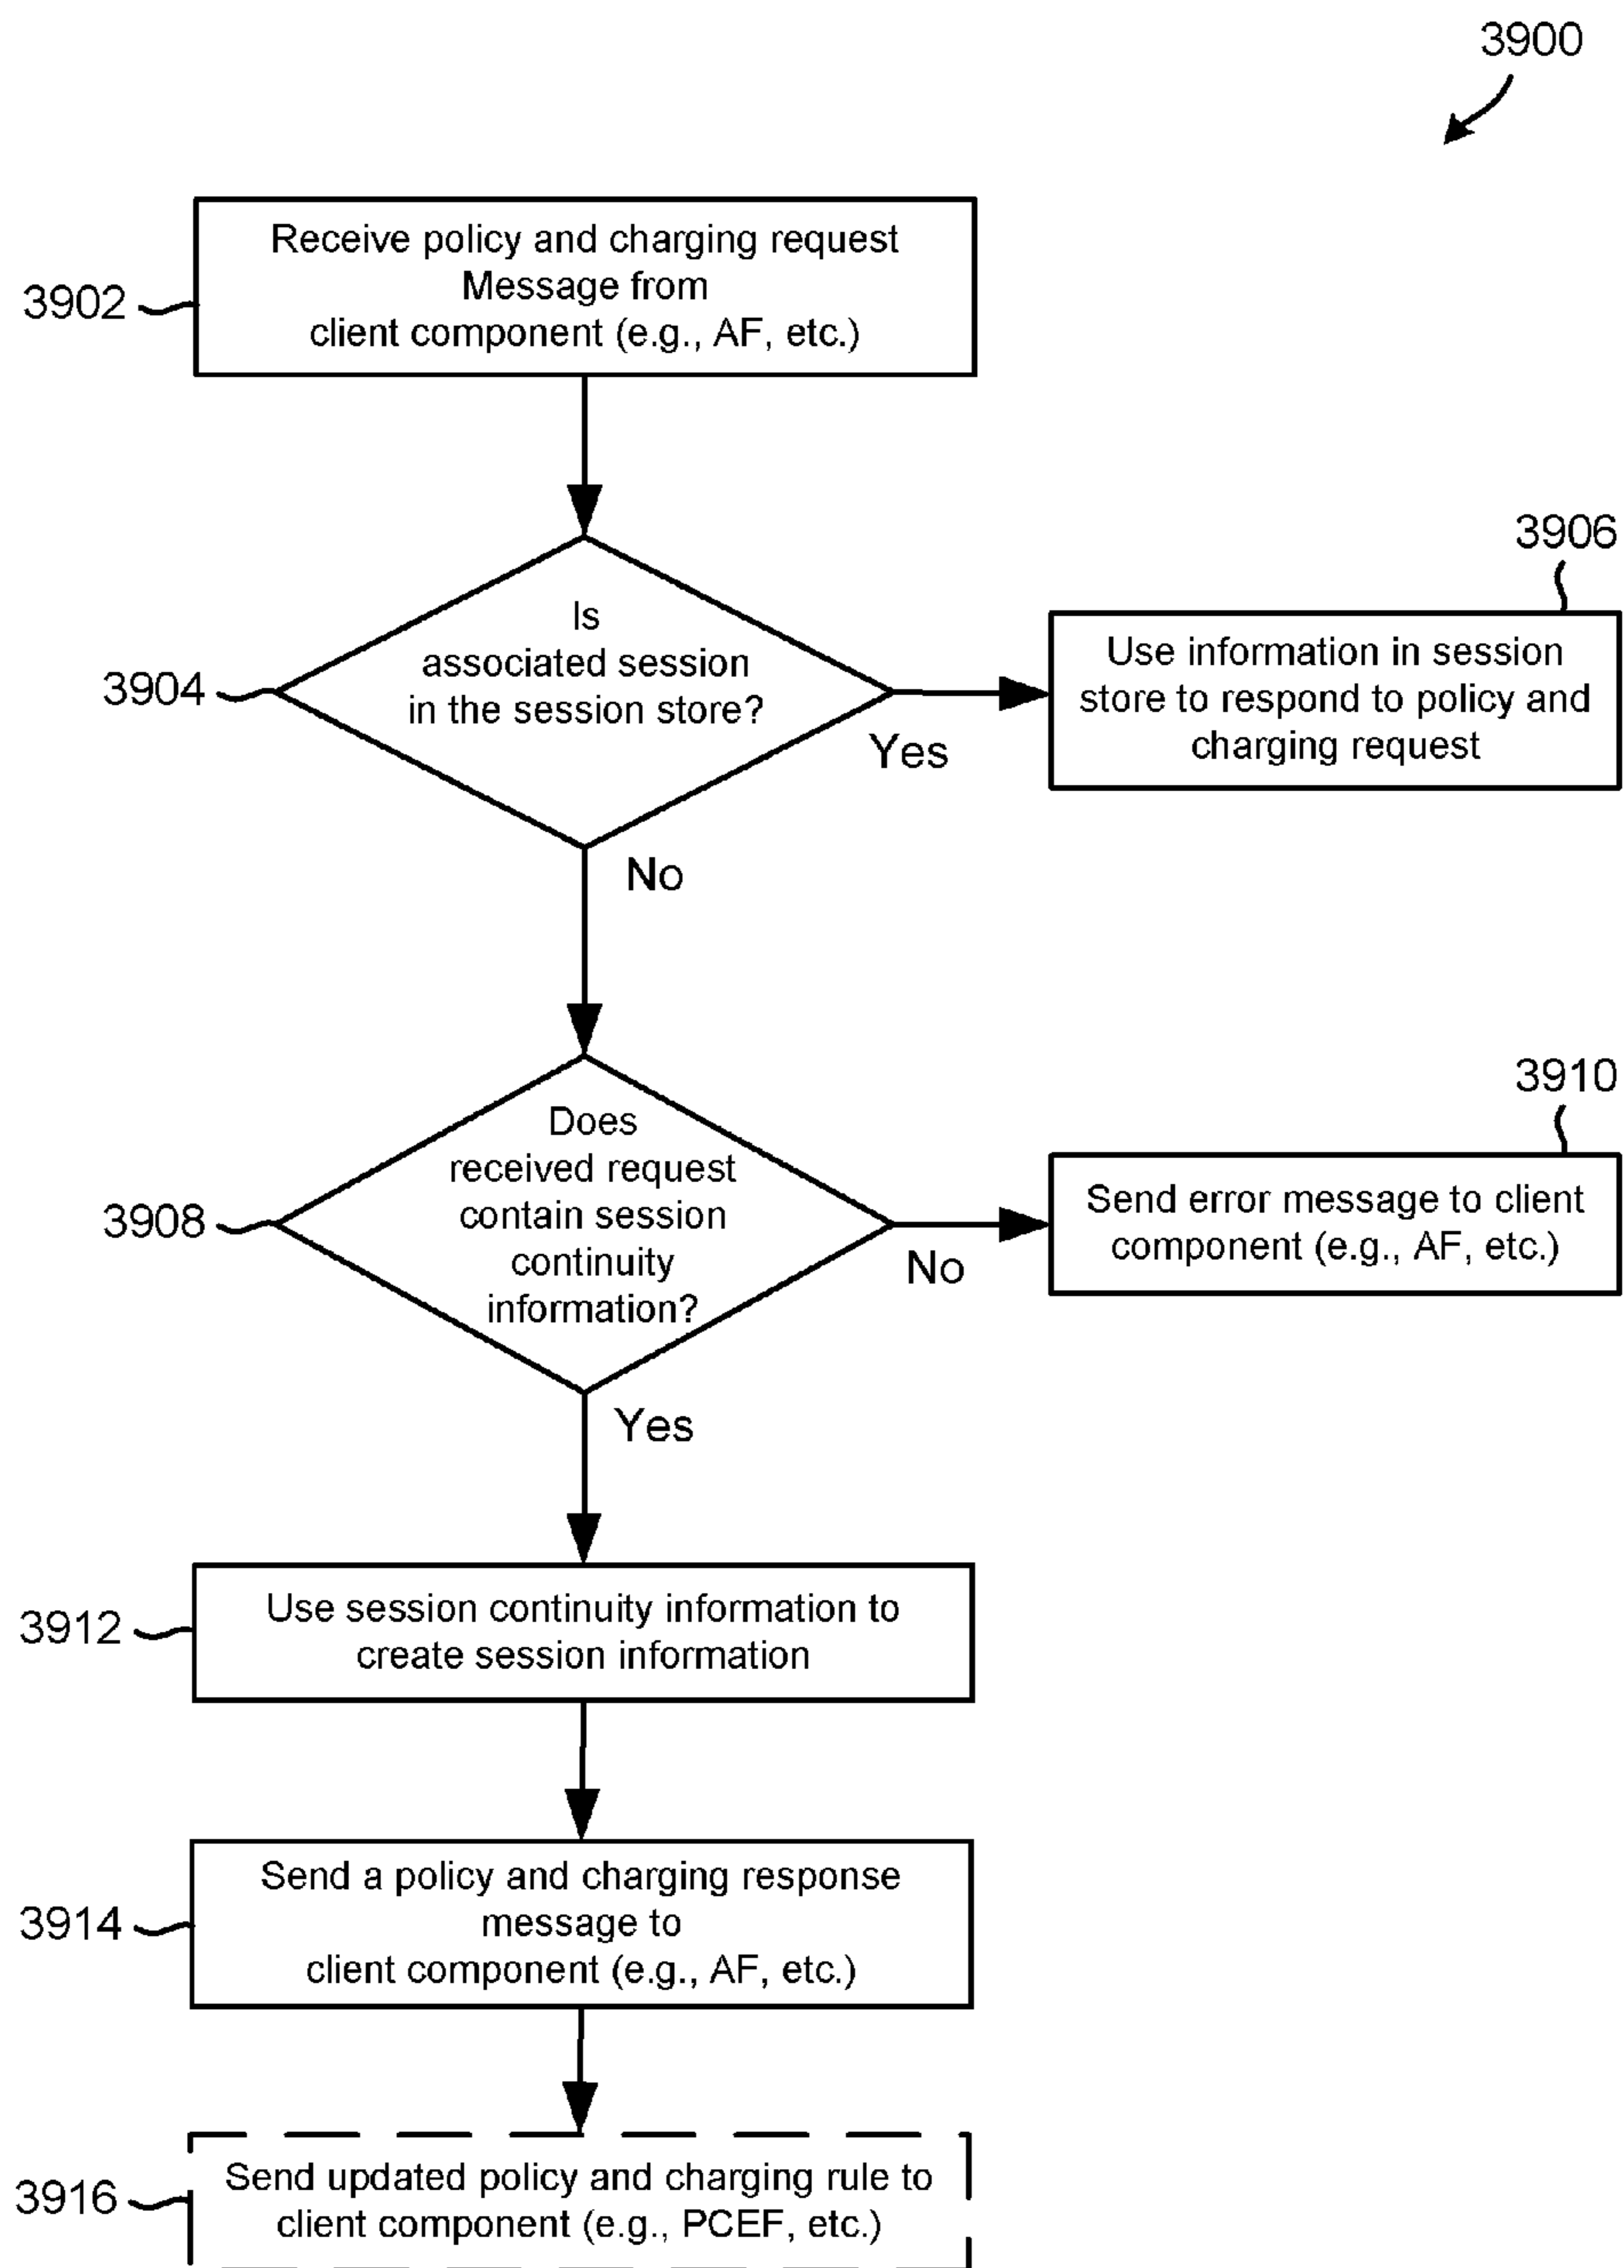 3900
3902
Receive policy and charging request
Message from
client component (e.g., AF, etc.)
3904
Is
associated session
in the session store?
Yes
No
3906
Use information in session
store to respond to policy and
charging request
3908
Does
received request
contain session
continuity
information?
No
Yes
3910
Send error message to client
component (e.g., AF, etc.)
3912
Use session continuity information to
create session information
3914
Send a policy and charging response
message to
client component (e.g., AF, etc.)
3916
Send updated policy and charging rule to
client component (e.g., PCEF, etc.)